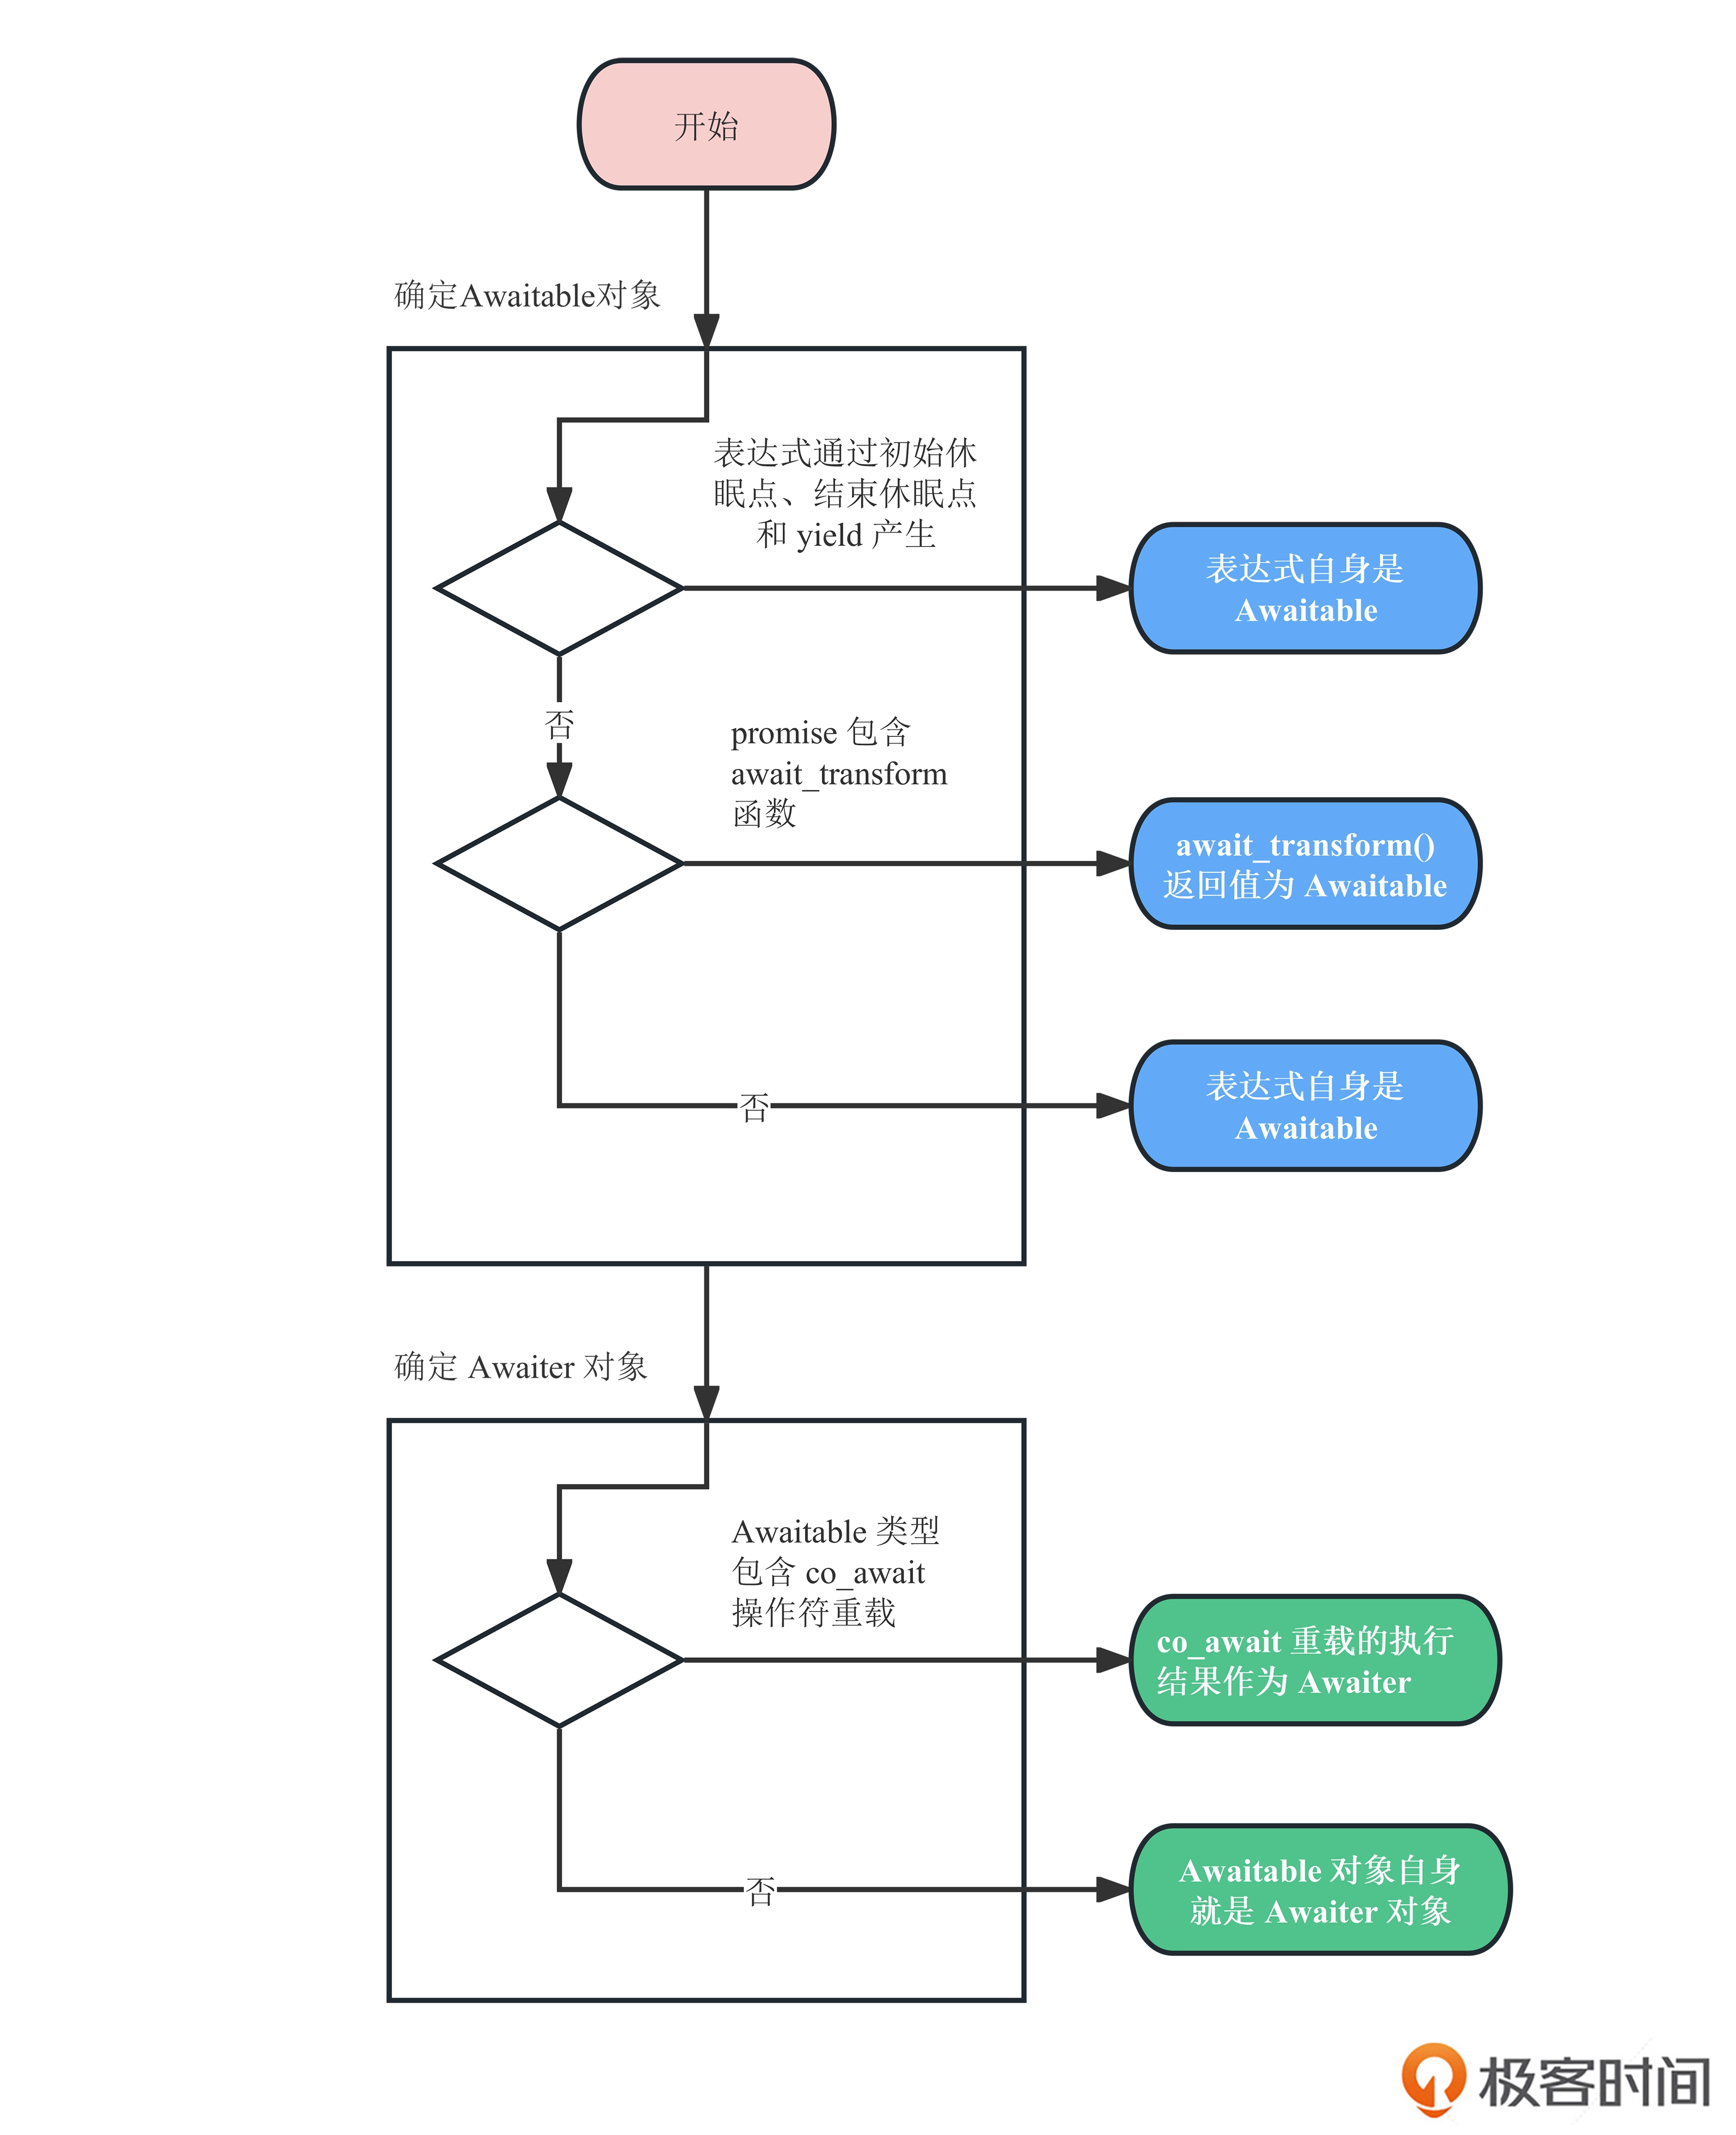 开始
确定Awaitable对象
表达式通过初始休
眠点、结束休眠点
和 yield 产生
表达式自身是
Awaitable
否
promise 包含
await_transform
函数
await_transform()
返回值为 Awaitable
否
表达式自身是
Awaitable
确定 Awaiter 对象
Awaitable 类型
包含 co_await
操作符重载
co_await 重载的执行
结果作为 Awaiter
否
Awaitable 对象自身
就是 Awaiter 对象
极客时间